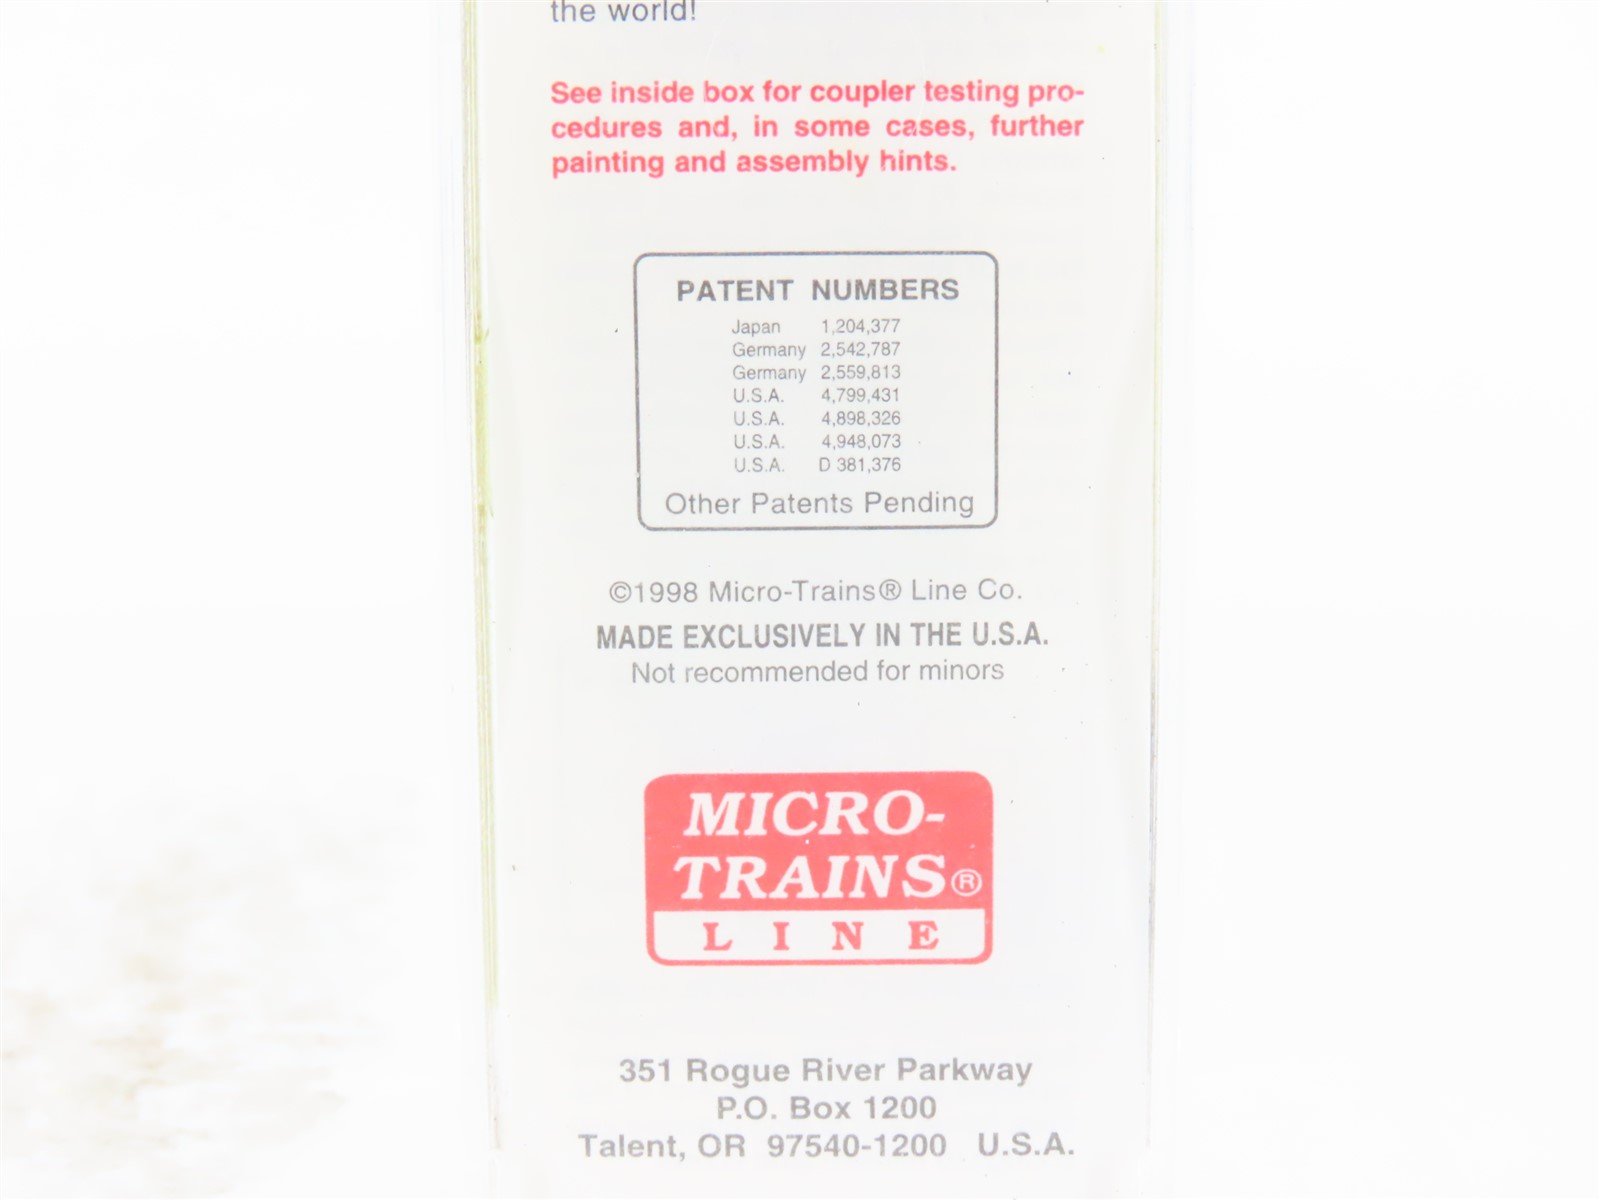 the world!
See inside box for coupler testing pro-
cedures and, in some cases, further
painting and assembly hints.
PATENT NUMBERS
Japan 1,204,377
Germany 2,542,787
Germany 2,559,813
U.S.A. 4,799,431
U.S.A. 4,898,326
U.S.A. 4,948,073
U.S.A. D 381,376
Other Patents Pending
©1998 Micro-Trains® Line Co.
MADE EXCLUSIVELY IN THE U.S.A.
Not recommended for minors
MICRO-
TRAINS®
LINE
351 Rogue River Parkway
P.O. Box 1200
Talent, OR 97540-1200 U.S.A.